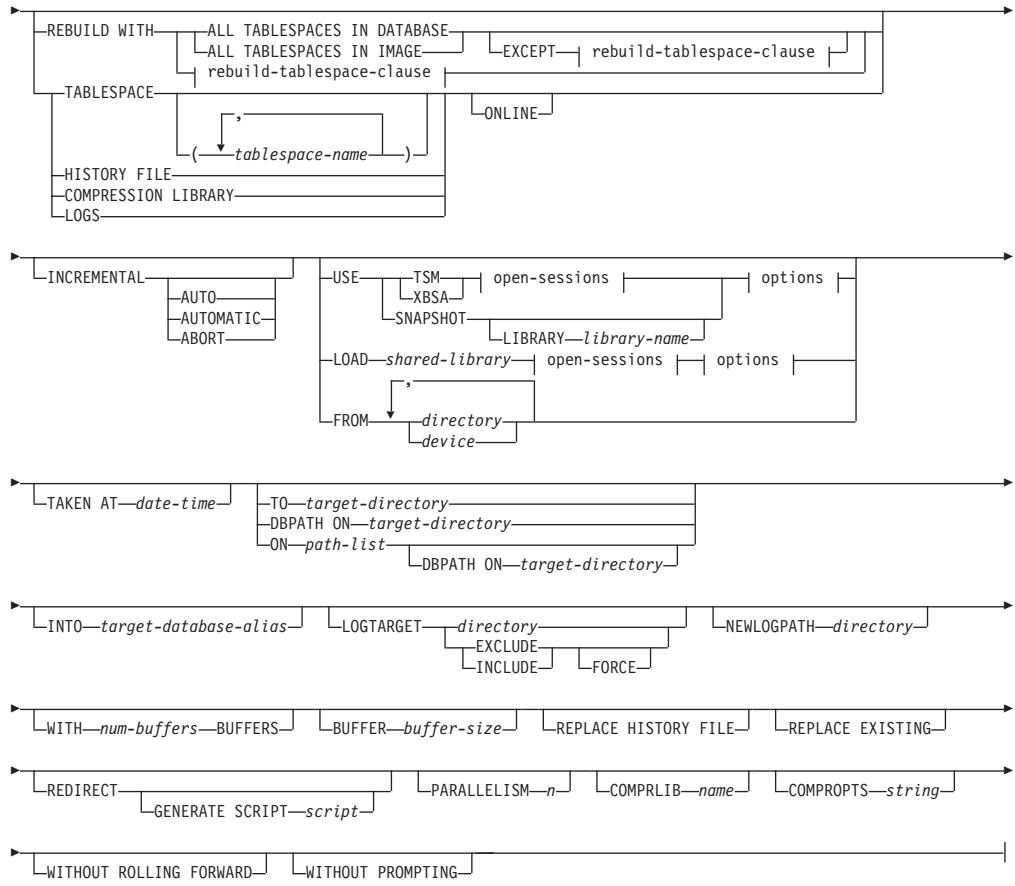 REBUILD WITH ALL TABLESPACES IN DATABASE
ALL TABLESPACES IN IMAGE EXCEPT rebuild-tablespace-clause
rebuild-tablespace-clause
TABLESPACE ONLINE
,
( tablespace-name )
HISTORY FILE
COMPRESSION LIBRARY
LOGS
INCREMENTAL USE TSM open-sessions options
AUTO XBSA
AUTOMATIC SNAPSHOT
ABORT LIBRARY library-name
LOAD shared-library open-sessions options
,
FROM directory
device
TAKEN AT date-time TO target-directory
DBPATH ON target-directory
ON path-list
DBPATH ON target-directory
INTO target-database-alias LOGTARGET directory NEWLOGPATH directory
EXCLUDE
INCLUDE FORCE
WITH num-buffers BUFFERS BUFFER buffer-size REPLACE HISTORY FILE REPLACE EXISTING
REDIRECT PARALLELISM n COMPRLIB name COMPROPTS string
GENERATE SCRIPT script
WITHOUT ROLLING FORWARD WITHOUT PROMPTING